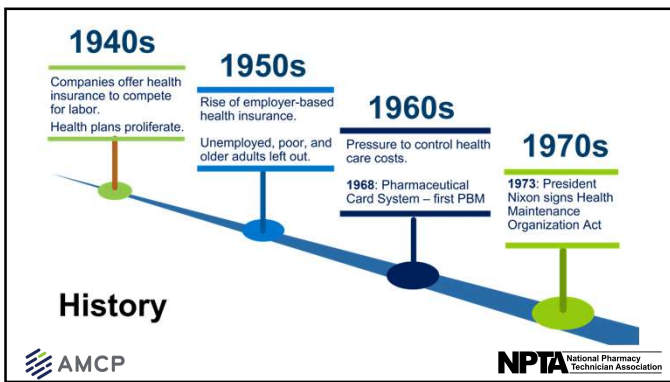 1940s
Companies offer health
insurance to compete
for labor.
Health plans proliferate.
1950s
Rise of employer-based
health insurance.
Unemployed, poor, and
older adults left out.
1960s
Pressure to control health
care costs.
1968: Pharmaceutical
Card System – first PBM
1970s
1973: President
Nixon signs Health
Maintenance
Organization Act
History
AMCP
NPTA
National Pharmacy
Technician Association